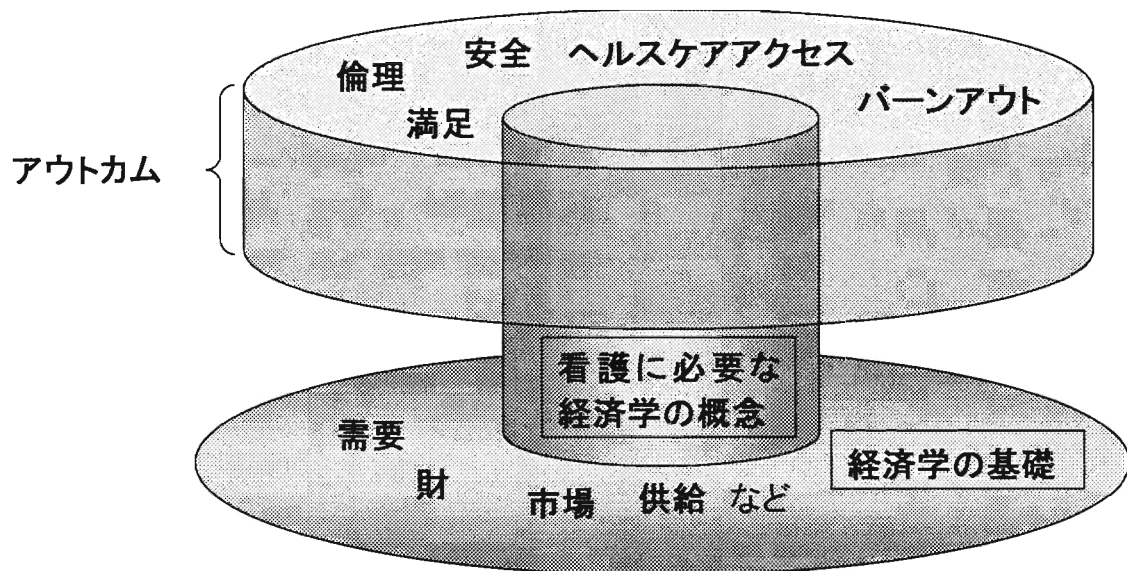 安全 ヘルスケアアクセス
倫理
バーンアウト
満足
アウトカム
看護に必要な
経済学の概念
需要
経済学の基礎
財
市場 供給 など